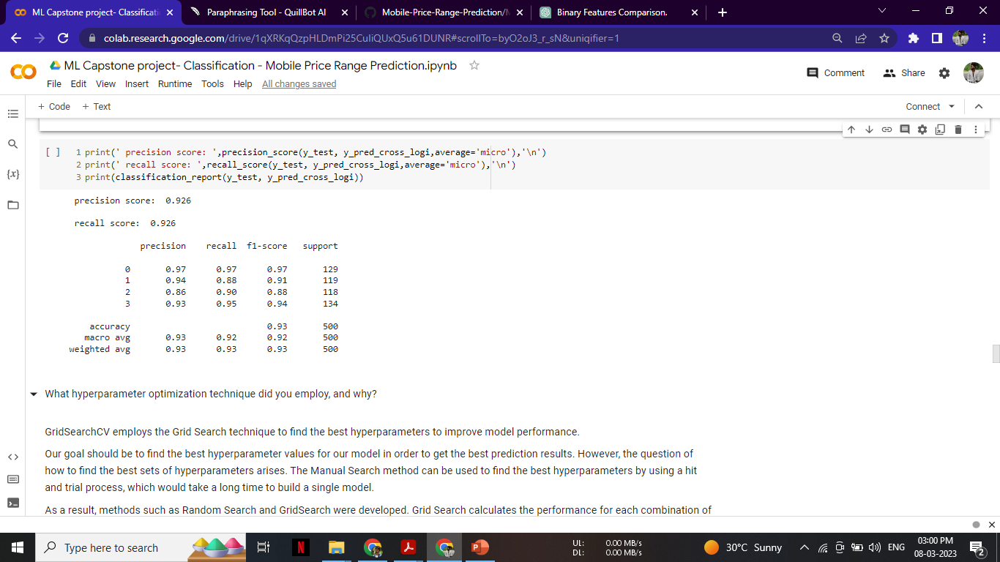 ML Capstone project- Classificati
Paraphrasing Tool - QuillBot AI
Mobile-Price-Range-Prediction/
Binary Features Comparison.
colab.research.google.com/drive/1qXRKqQzpHLDmPi25CuIiQUxQ5u61DUNR#scrollTo=byO2oJ3_r_sN&uniqifier=1
ML Capstone project- Classification - Mobile Price Range Prediction.ipynb
File Edit View Insert Runtime Tools Help All changes saved
Comment Share
+ Code + Text
Connect
[ ] 1 print(' precision score: ',precision_score(y_test, y_pred_cross_logi,average='micro'),'\n')
2 print(' recall score: ',recall_score(y_test, y_pred_cross_logi,average='micro'),'\n')
3 print(classification_report(y_test, y_pred_cross_logi))
precision score: 0.926
recall score: 0.926
precision recall f1-score support
0 0.97 0.97 0.97 129
1 0.94 0.88 0.91 119
2 0.86 0.90 0.88 118
3 0.93 0.95 0.94 134
accuracy 0.93 500
macro avg 0.93 0.92 0.92 500
weighted avg 0.93 0.93 0.93 500
What hyperparameter optimization technique did you employ, and why?
GridSearchCV employs the Grid Search technique to find the best hyperparameters to improve model performance.
Our goal should be to find the best hyperparameter values for our model in order to get the best prediction results. However, the question of
how to find the best sets of hyperparameters arises. The Manual Search method can be used to find the best hyperparameters by using a hit
and trial process, which would take a long time to build a single model.
As a result, methods such as Random Search and GridSearch were developed. Grid Search calculates the performance for each combination of
Type here to search
UL: 0.00 MB/s
DL: 0.00 MB/s
30°C Sunny
ENG
03:00 PM
08-03-2023
2